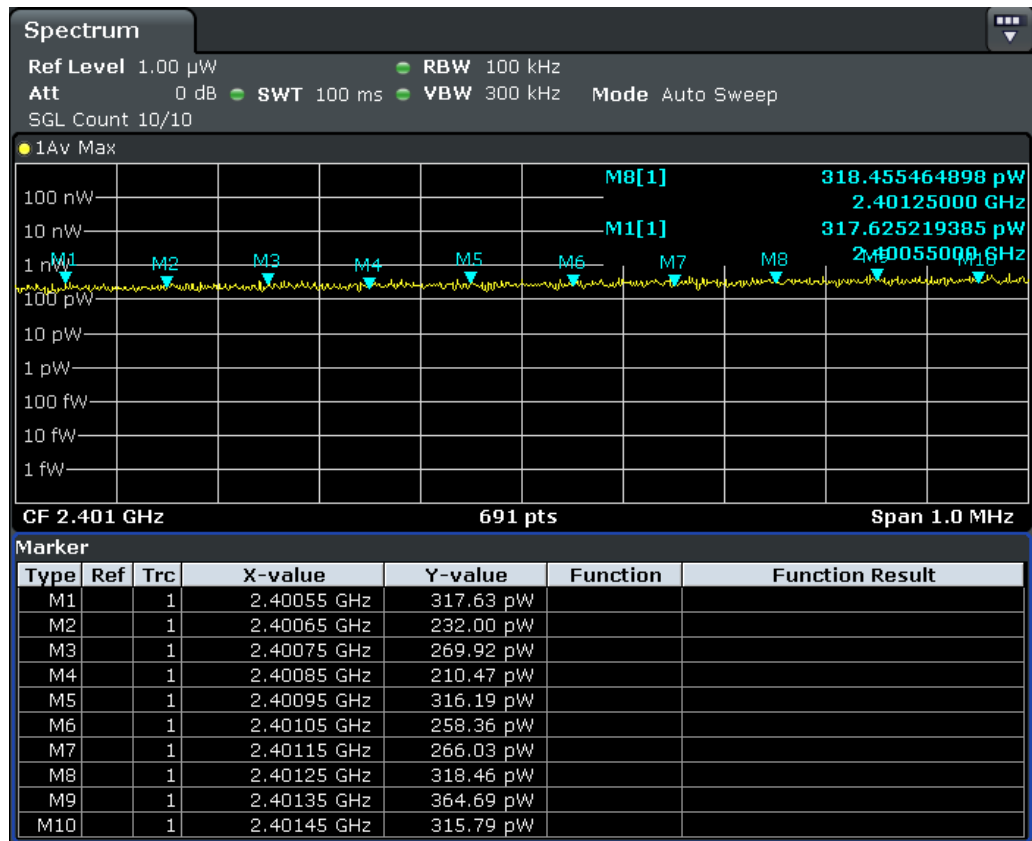 Spectrum
Ref Level 1.00 µW RBW 100 kHz
Att 0 dB SWT 100 ms VBW 300 kHz Mode Auto Sweep
SGL Count 10/10
1Av Max
M8[1] 318.455464898 pW
2.40125000 GHz
M1[1] 317.625219385 pW
2.40055000 GHz
100 nW
10 nW
1 nW
M1 M2 M3 M4 M5 M6 M7 M8 M9 M10
100 pW
10 pW
1 pW
100 fW
10 fW
1 fW
CF 2.401 GHz 691 pts Span 1.0 MHz
Marker
Type Ref Trc X-value Y-value Function Function Result
M1 1 2.40055 GHz 317.63 pW
M2 1 2.40065 GHz 232.00 pW
M3 1 2.40075 GHz 269.92 pW
M4 1 2.40085 GHz 210.47 pW
M5 1 2.40095 GHz 316.19 pW
M6 1 2.40105 GHz 258.36 pW
M7 1 2.40115 GHz 266.03 pW
M8 1 2.40125 GHz 318.46 pW
M9 1 2.40135 GHz 364.69 pW
M10 1 2.40145 GHz 315.79 pW